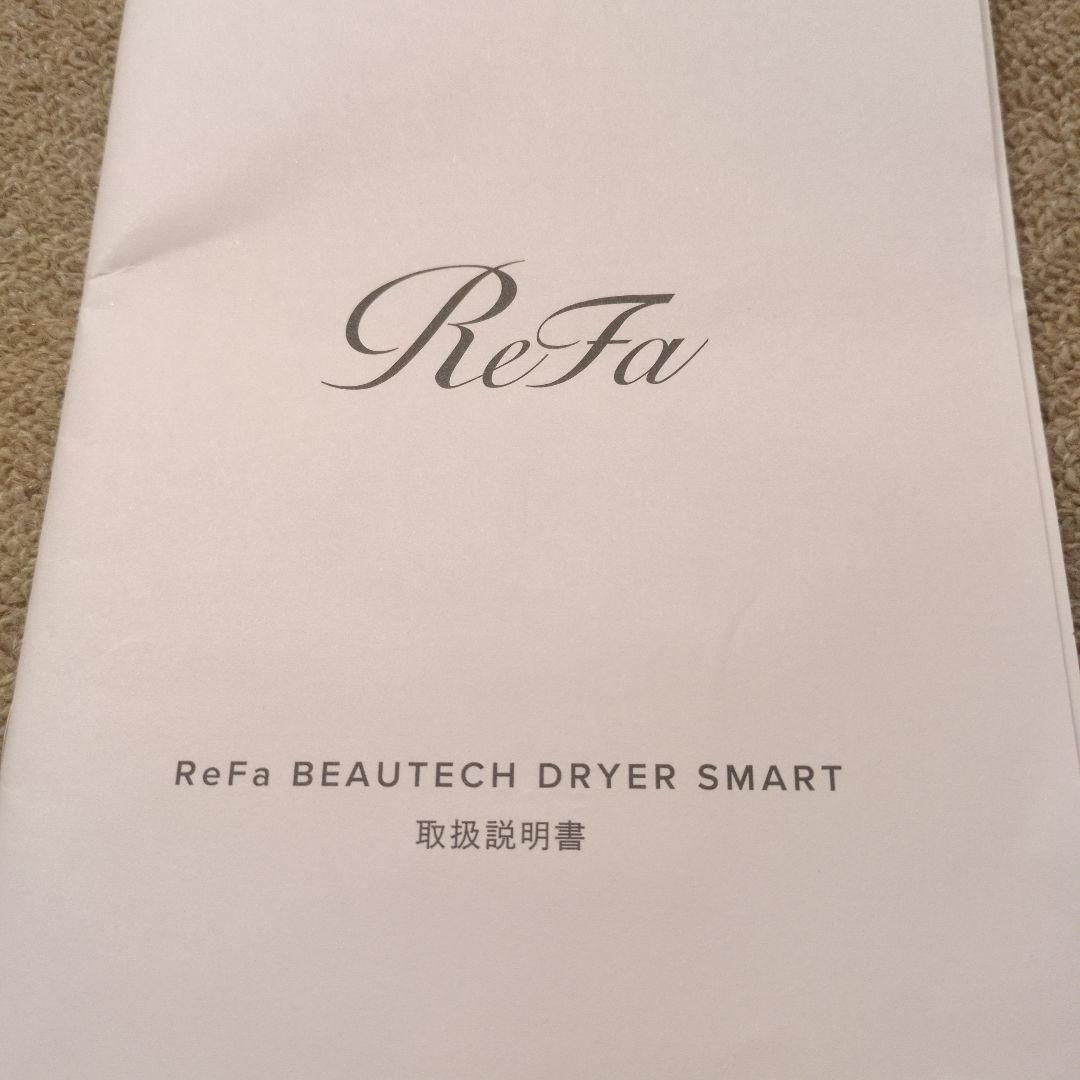 ReFa
ReFa BEAUTECH DRYER SMART
取扱説明書